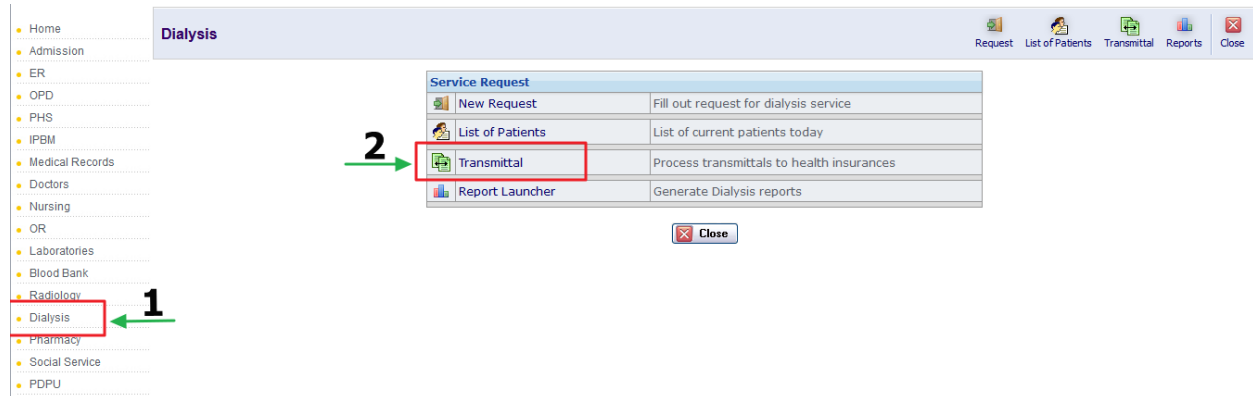 Home
Admission
ER
OPD
PHS
IPBM
Medical Records
Doctors
Nursing
OR
Laboratories
Blood Bank
Radiology
Dialysis
Pharmacy
Social Service
PDPU
1
Dialysis
Request List of Patients Transmittal Reports Close
Service Request
New Request Fill out request for dialysis service
List of Patients List of current patients today
2
Transmittal Process transmittals to health insurances
Report Launcher Generate Dialysis reports
Close